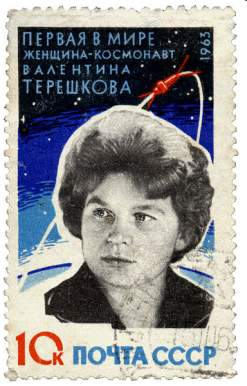 ПЕРВАЯ В МИРЕ
ЖЕНЩИНА-КОСМОНАВТ
ВАЛЕНТИНА
ТЕРЕШКОВА
1963
10К ПОЧТА СССР